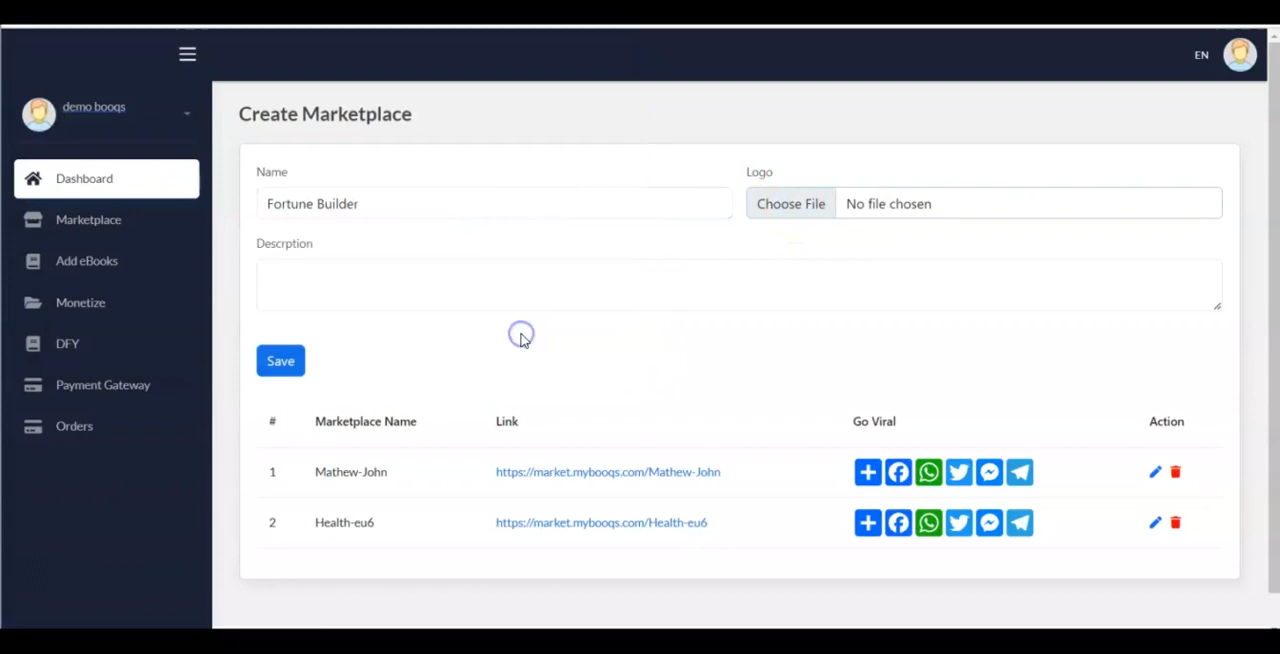 EN
demo booqs
Dashboard
Marketplace
Add eBooks
Monetize
DFY
Payment Gateway
Orders
Create Marketplace
Name
Logo
Fortune Builder
Choose File No file chosen
Descrption
Save
# Marketplace Name Link Go Viral Action
1 Mathew-John https://market.mybooqs.com/Mathew-John
2 Health-eu6 https://market.mybooqs.com/Health-eu6